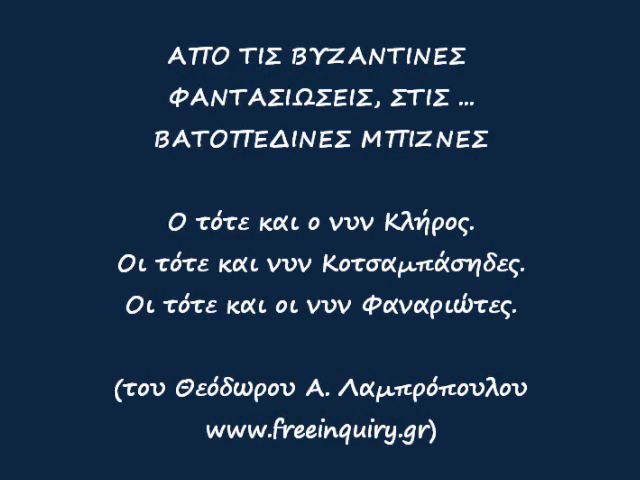 ΑΠΟ ΤΙΣ ΒΥΖΑΝΤΙΝΕΣ
ΦΑΝΤΑΣΙΩΣΕΙΣ, ΣΤΙΣ ...
ΒΑΤΟΠΕΔΙΝΕΣ ΜΠΙΖΝΕΣ
Ο τότε και ο νυν Κλήρος.
Οι τότε και νυν Κοτσαμπάσηδες.
Οι τότε και οι νυν Φαναριώτες.
(του Θεόδωρου Α. Λαμπρόπουλου
www.freeinquiry.gr)